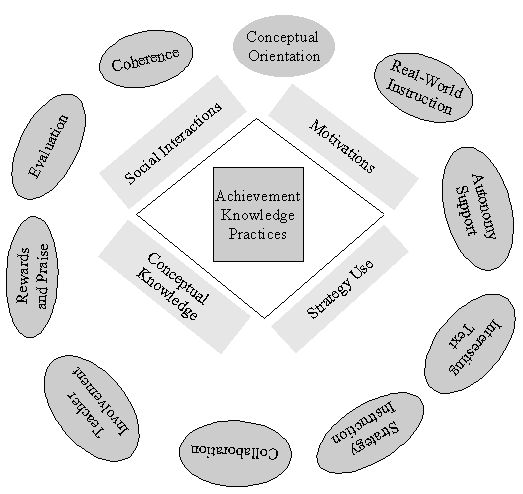 Conceptual
Orientation
Real-World
Instruction
Autonomy
Support
Interesting
Text
Strategy
Instruction
Collaboration
Teacher
Involvement
Rewards
and Praise
Evaluation
Coherence
Social Interactions
Motivations
Strategy Use
Conceptual
Knowledge
Achievement
Knowledge
Practices